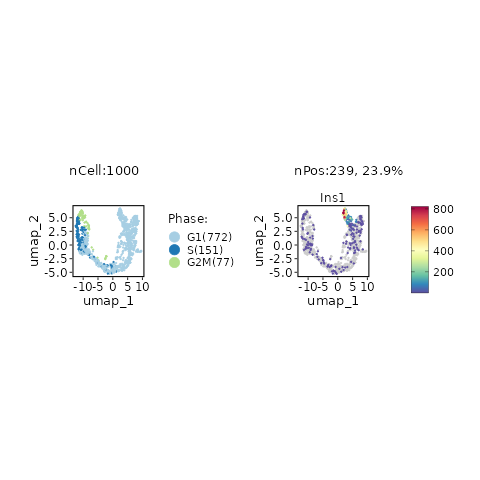 nCell:1000
umap_2
5.0
2.5
0.0
-2.5
-5.0
-10 -5 0 5 10
umap_1
Phase:
G1(772)
S(151)
G2M(77)
nPos:239, 23.9%
Ins1
umap_2
5.0
2.5
0.0
-2.5
-5.0
-10 -5 0 5 10
umap_1
800
600
400
200